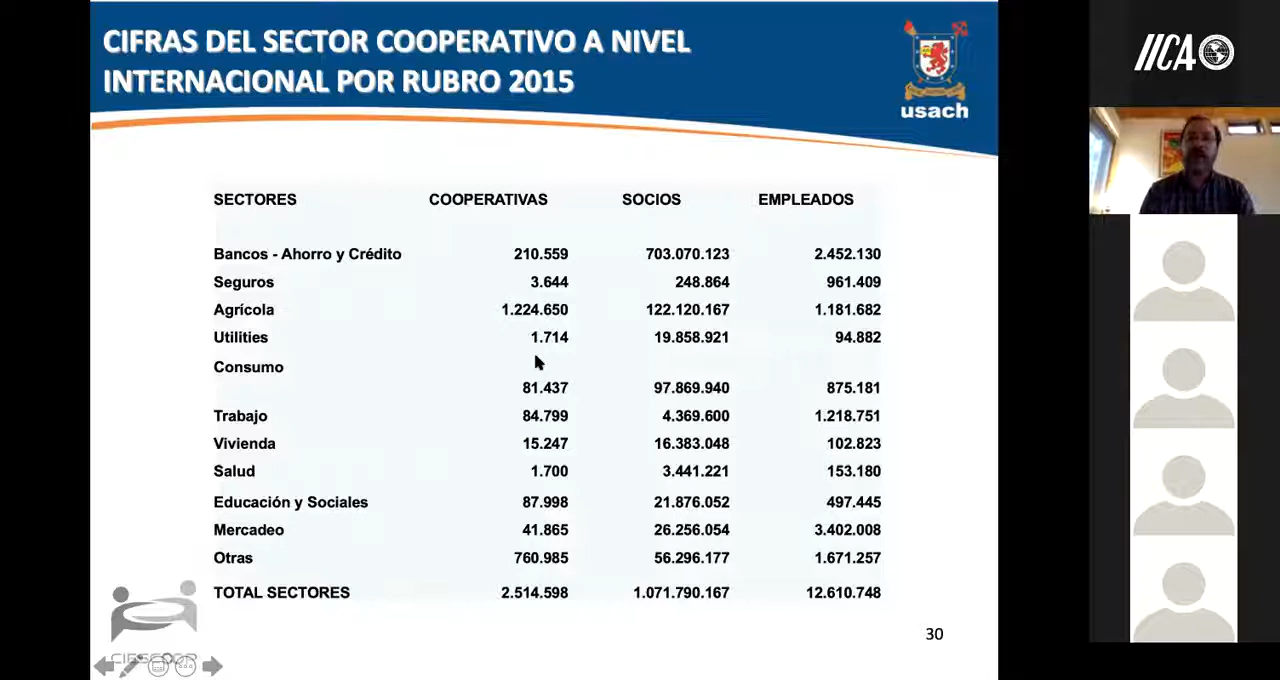 CIFRAS DEL SECTOR COOPERATIVO A NIVEL
INTERNACIONAL POR RUBRO 2015
usach
IICA
SECTORES COOPERATIVAS SOCIOS EMPLEADOS
Bancos - Ahorro y Crédito 210.559 703.070.123 2.452.130
Seguros 3.644 248.864 961.409
Agrícola 1.224.650 122.120.167 1.181.682
Utilities 1.714 19.858.921 94.882
Consumo
81.437 97.869.940 875.181
Trabajo 84.799 4.369.600 1.218.751
Vivienda 15.247 16.383.048 102.823
Salud 1.700 3.441.221 153.180
Educación y Sociales 87.998 21.876.052 497.445
Mercadeo 41.865 26.256.054 3.402.008
Otras 760.985 56.296.177 1.671.257
TOTAL SECTORES 2.514.598 1.071.790.167 12.610.748
30
CIESCOOP